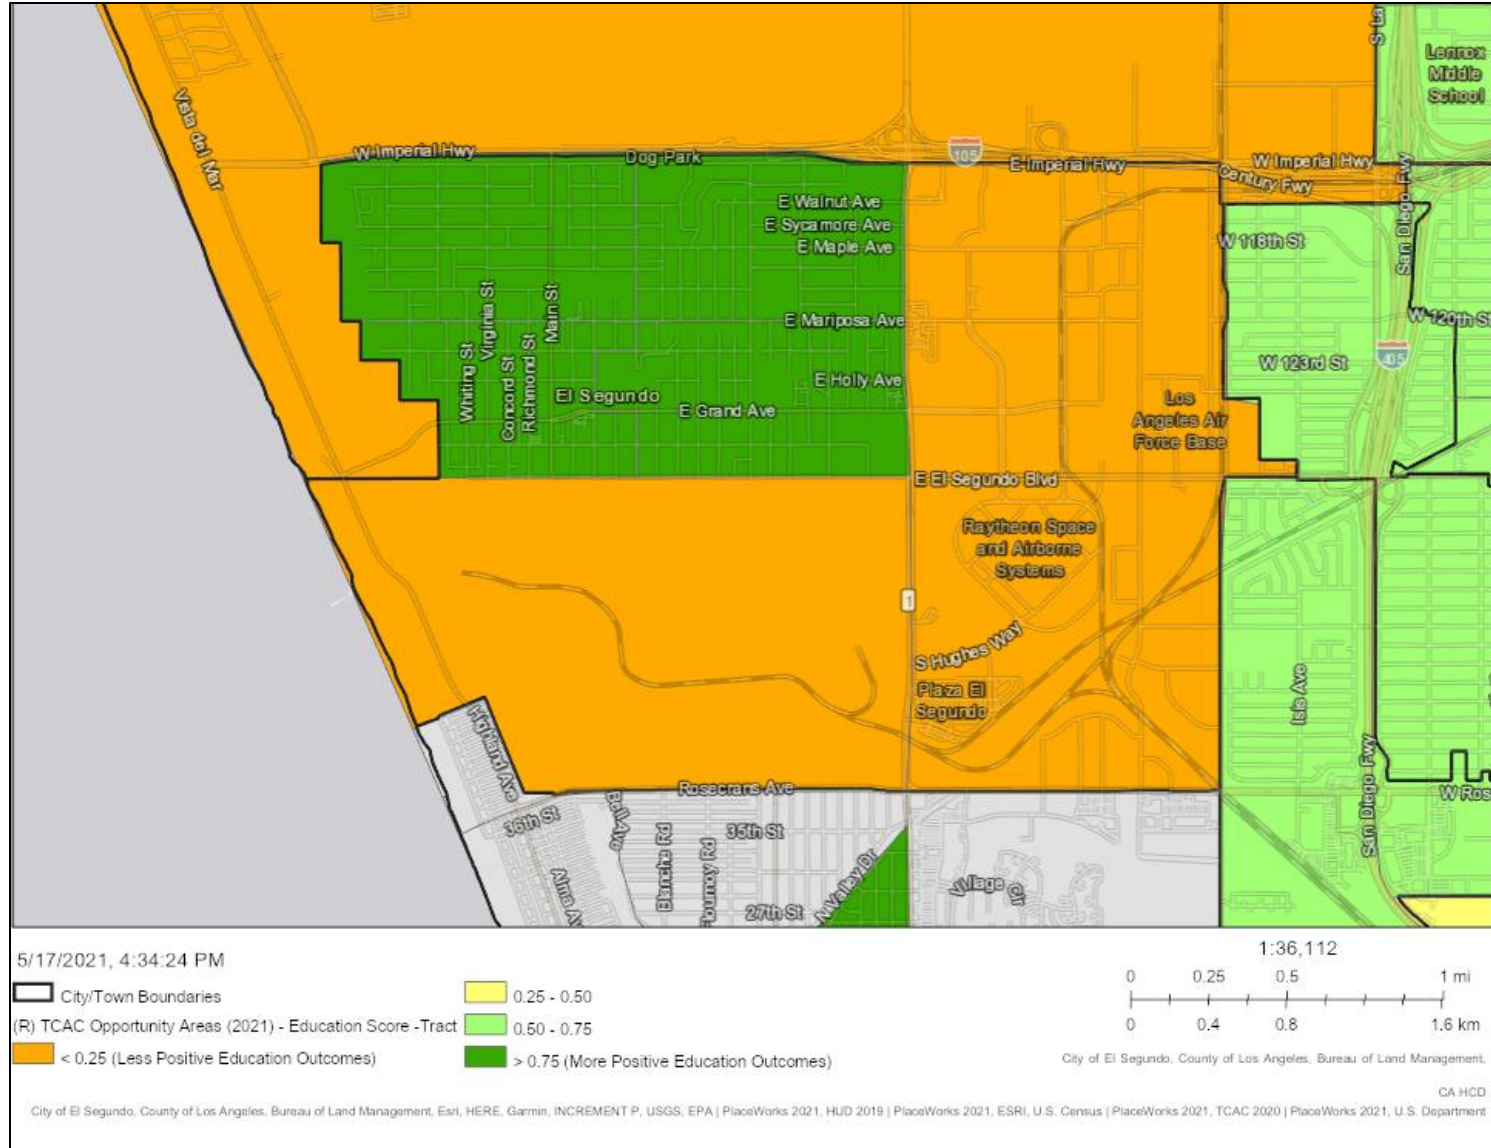 S La
Lennox
Middle
School
Vista del Mar
W Imperial Hwy
Dog Park
105
E Imperial Hwy
W Imperial Hwy
Century Fwy
San Diego Fwy
E Walnut Ave
E Sycamore Ave
E Maple Ave
W 118th St
Virginia St
Main St
E Mariposa Ave
W 120th St
Whiting St
Concord St
Richmond St
El Segundo
E Holly Ave
E Grand Ave
W 123rd St
405
Los
Angeles Air
Force Base
E El Segundo Blvd
Raytheon Space
and Airborne
Systems
1
S Hughes Way
Plaza El
Segundo
Isis Ave
Highland Ave
Rosecrans Ave
San Diego Fwy
W Ros
36th St
Bell Ave
Blanche Rd
Flournoy Rd
35th St
N Valley Dr
Village Cir
Alma Av
27th St
5/17/2021, 4:34:24 PM
City/Town Boundaries
(R) TCAC Opportunity Areas (2021) - Education Score -Tract
< 0.25 (Less Positive Education Outcomes)
0.25 - 0.50
0.50 - 0.75
> 0.75 (More Positive Education Outcomes)
1:36,112
0 0.25 0.5 1 mi
0 0.4 0.8 1.6 km
City of El Segundo, County of Los Angeles, Bureau of Land Management,
CA HCD
City of El Segundo, County of Los Angeles, Bureau of Land Management, Esri, HERE, Garmin, INCREMENT P, USGS, EPA | PlaceWorks 2021, HUD 2019 | PlaceWorks 2021, ESRI, U.S. Census | PlaceWorks 2021, TCAC 2020 | PlaceWorks 2021, U.S. Department